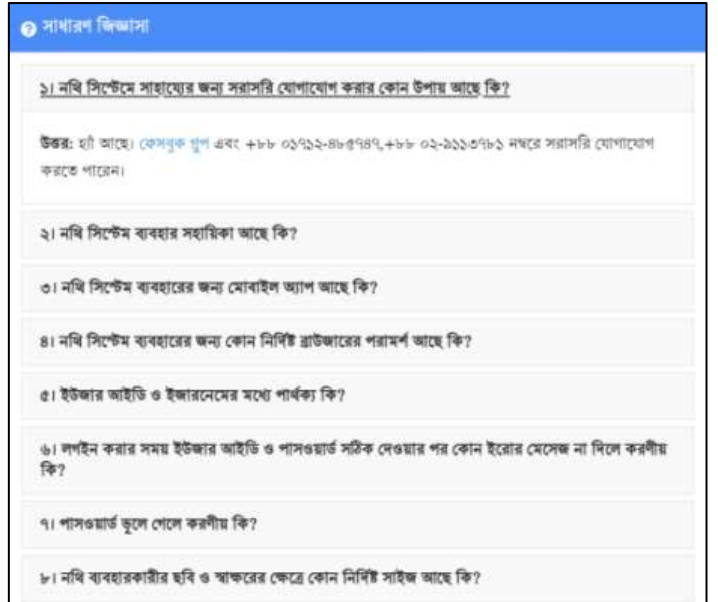 সাধারণ জিজ্ঞাসা
১। নথি সিস্টেমে সাহায্যের জন্য সরাসরি যোগাযোগ করার কোন উপায় আছে কি?
উত্তর: হ্যাঁ আছে। ফেসবুক গ্রুপ এবং +৮৮ ০১৭১২-৪৮৫৭৪৭,+৮৮ ০২-৯১১৩৭৮১ নম্বরে সরাসরি যোগাযোগ
করতে পারেন।
২। নথি সিস্টেম ব্যবহার সহায়িকা আছে কি?
৩। নথি সিস্টেম ব্যবহারের জন্য মোবাইল অ্যাপ আছে কি?
৪। নথি সিস্টেম ব্যবহারের জন্য কোন নির্দিষ্ট ব্রাউজারের পরামর্শ আছে কি?
৫। ইউজার আইডি ও ইজারনেমের মধ্যে পার্থক্য কি?
৬। লগইন করার সময় ইউজার আইডি ও পাসওয়ার্ড সঠিক দেওয়ার পর কোন ইরোর মেসেজ না দিলে করণীয়
কি?
৭। পাসওয়ার্ড ভুলে গেলে করণীয় কি?
৮। নথি ব্যবহারকারীর ছবি ও স্বাক্ষরের ক্ষেত্রে কোন নির্দিষ্ট সাইজ আছে কি?